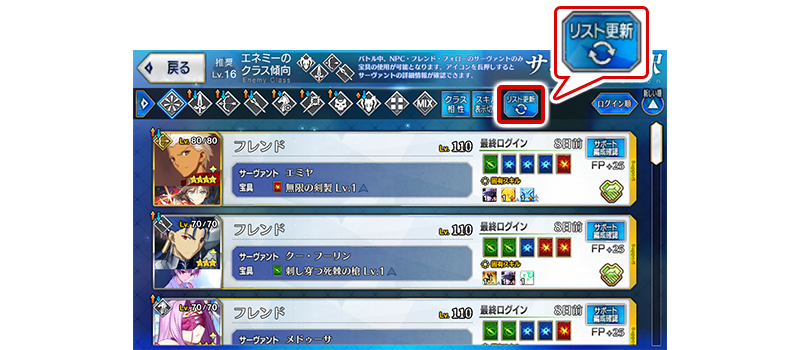 リスト更新
戻る
推奨
Lv.16
エネミーの
クラス傾向
Enemy Class
バトル中、NPC・フレンド・フォローのサーヴァントのみ
宝具の使用が可能となります。アイコンを長押しすると
サーヴァントの詳細情報が確認できます。
サ
MIX
クラス
相性
スキル
表示切
リスト更新
ログイン順
新しい順
Lv.80/80
フレンド
Lv.110
最終ログイン
8日前
サポート
編成確認
サーヴァント エミヤ
宝具 無限の剣製 Lv.1
固有スキル
FP+25
Support
Lv.70/70
フレンド
Lv.110
最終ログイン
8日前
サポート
編成確認
サーヴァント クー・フーリン
宝具 刺し穿つ死棘の槍 Lv.1
固有スキル
FP+25
Support
Lv.70/70
フレンド
Lv.110
最終ログイン
8日前
サポート
編成確認
サーヴァント メドゥーサ
FP+25